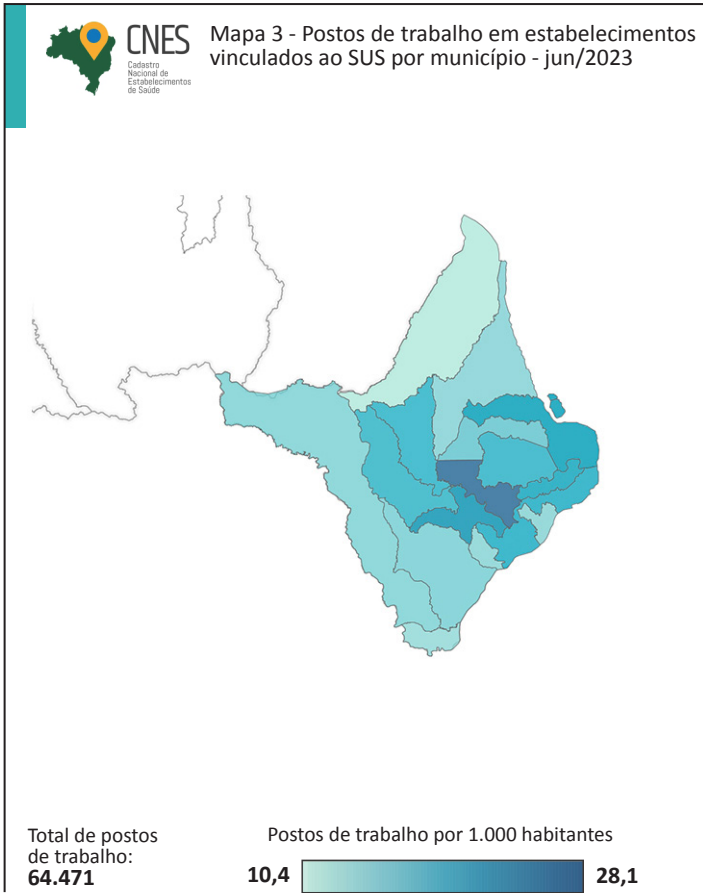 CNES
Cadastro
Nacional de
Estabelecimentos
de Saúde
Mapa 3 - Postos de trabalho em estabelecimentos
vinculados ao SUS por município - jun/2023
Total de postos
de trabalho:
64.471
Postos de trabalho por 1.000 habitantes
10,4
28,1